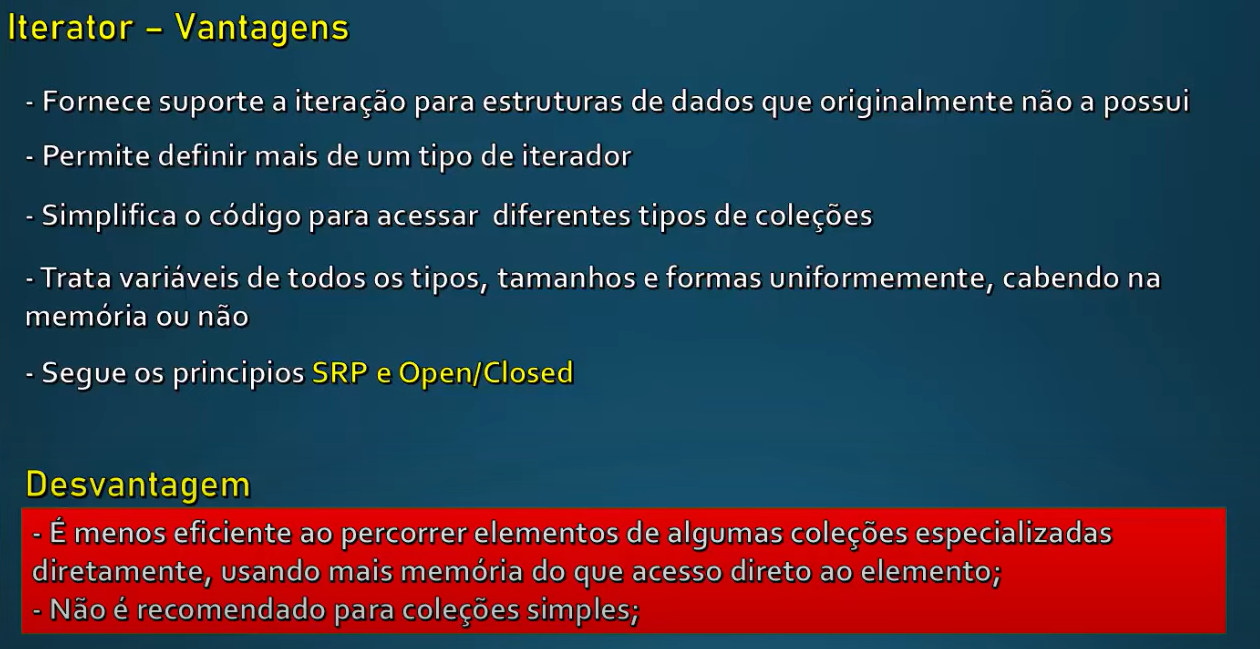 Iterator – Vantagens
- Fornece suporte a iteração para estruturas de dados que originalmente não a possui
- Permite definir mais de um tipo de iterador
- Simplifica o código para acessar diferentes tipos de coleções
- Trata variáveis de todos os tipos, tamanhos e formas uniformemente, cabendo na
memória ou não
- Segue os principios SRP e Open/Closed
Desvantagem
- É menos eficiente ao percorrer elementos de algumas coleções especializadas
diretamente, usando mais memória do que acesso direto ao elemento;
- Não é recomendado para coleções simples;